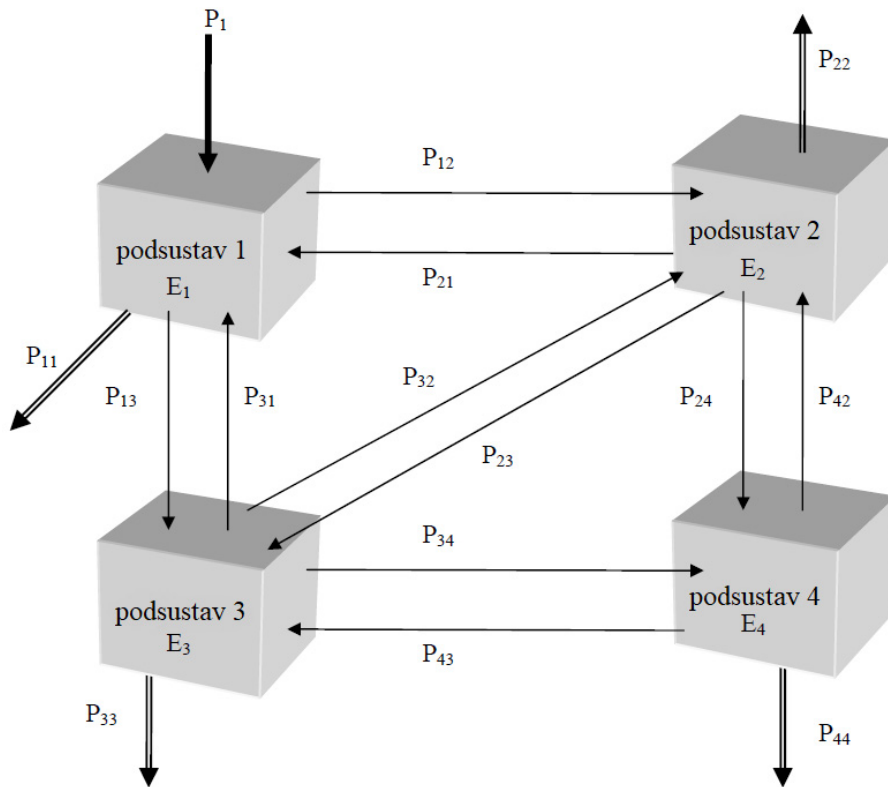 P₁
P₂₂
P₁₂
podsustav 1
E₁
podsustav 2
E₂
P₂₁
P₁₁
P₁₃
P₃₁
P₃₂
P₂₄
P₄₂
P₂₃
P₃₄
podsustav 3
E₃
podsustav 4
E₄
P₄₃
P₃₃
P₄₄